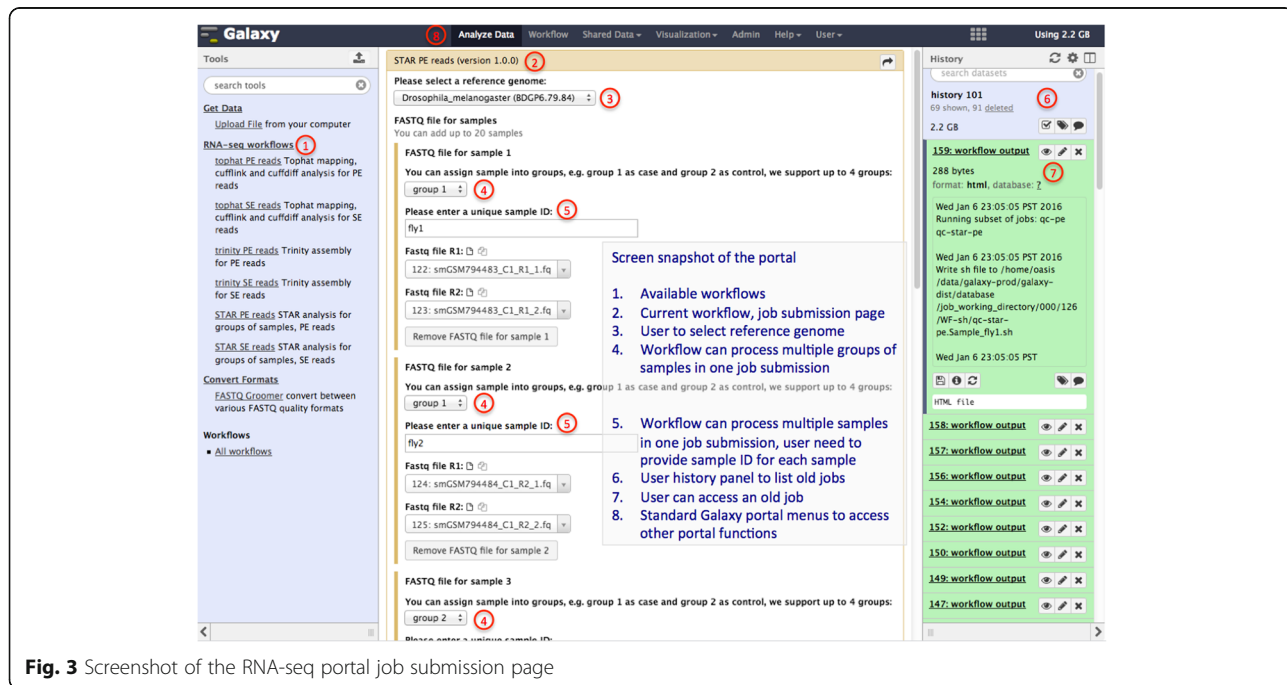 Galaxy
8 Analyze Data Workflow Shared Data Visualization Admin Help User
Using 2.2 GB
Tools
search tools
Get Data
Upload File from your computer
RNA-seq workflows 1
tophat PE reads Tophat mapping,
cufflink and cuffdiff analysis for PE
reads
tophat SE reads Tophat mapping,
cufflink and cuffdiff analysis for SE
reads
trinity PE reads Trinity assembly
for PE reads
trinity SE reads Trinity assembly
for SE reads
STAR PE reads STAR analysis for
groups of samples, PE reads
STAR SE reads STAR analysis for
groups of samples, SE reads
Convert Formats
FASTQ Groomer convert between
various FASTQ quality formats
Workflows
All workflows
STAR PE reads (version 1.0.0) 2
Please select a reference genome:
Drosophila_melanogaster (BDGP6.79.84) 3
FASTQ file for samples
You can add up to 20 samples
FASTQ file for sample 1
You can assign sample into groups, e.g. group 1 as case and group 2 as control, we support up to 4 groups:
group 1 4
Please enter a unique sample ID: 5
fly1
Fastq file R1:
122: smGSM794483_C1_R1_1.fq
Fastq file R2:
123: smGSM794483_C1_R1_2.fq
Remove FASTQ file for sample 1
FASTQ file for sample 2
You can assign sample into groups, e.g. group 1 as case and group 2 as control, we support up to 4 groups:
group 1 4
Please enter a unique sample ID: 5
fly2
Fastq file R1:
124: smGSM794484_C1_R2_1.fq
Fastq file R2:
125: smGSM794484_C1_R2_2.fq
Remove FASTQ file for sample 2
FASTQ file for sample 3
You can assign sample into groups, e.g. group 1 as case and group 2 as control, we support up to 4 groups:
group 2 4
Please enter a unique sample ID:
Screen snapshot of the portal
1. Available workflows
2. Current workflow, job submission page
3. User to select reference genome
4. Workflow can process multiple groups of
samples in one job submission
5. Workflow can process multiple samples
in one job submission, user need to
provide sample ID for each sample
6. User history panel to list old jobs
7. User can access an old job
8. Standard Galaxy portal menus to access
other portal functions
History
search datasets
history 101 6
69 shown, 91 deleted
2.2 GB
159: workflow output
288 bytes 7
format: html, database: ?
Wed Jan 6 23:05:05 PST 2016
Running subset of jobs: qc-pe
qc-star-pe
Wed Jan 6 23:05:05 PST 2016
Write sh file to /home/oasis
/data/galaxy-prod/galaxy-
dist/database
/job_working_directory/000/126
/WF-sh/qc-star-
pe.Sample_fly1.sh
Wed Jan 6 23:05:05 PST
HTML file
158: workflow output
157: workflow output
156: workflow output
154: workflow output
152: workflow output
150: workflow output
149: workflow output
147: workflow output
Fig. 3 Screenshot of the RNA-seq portal job submission page